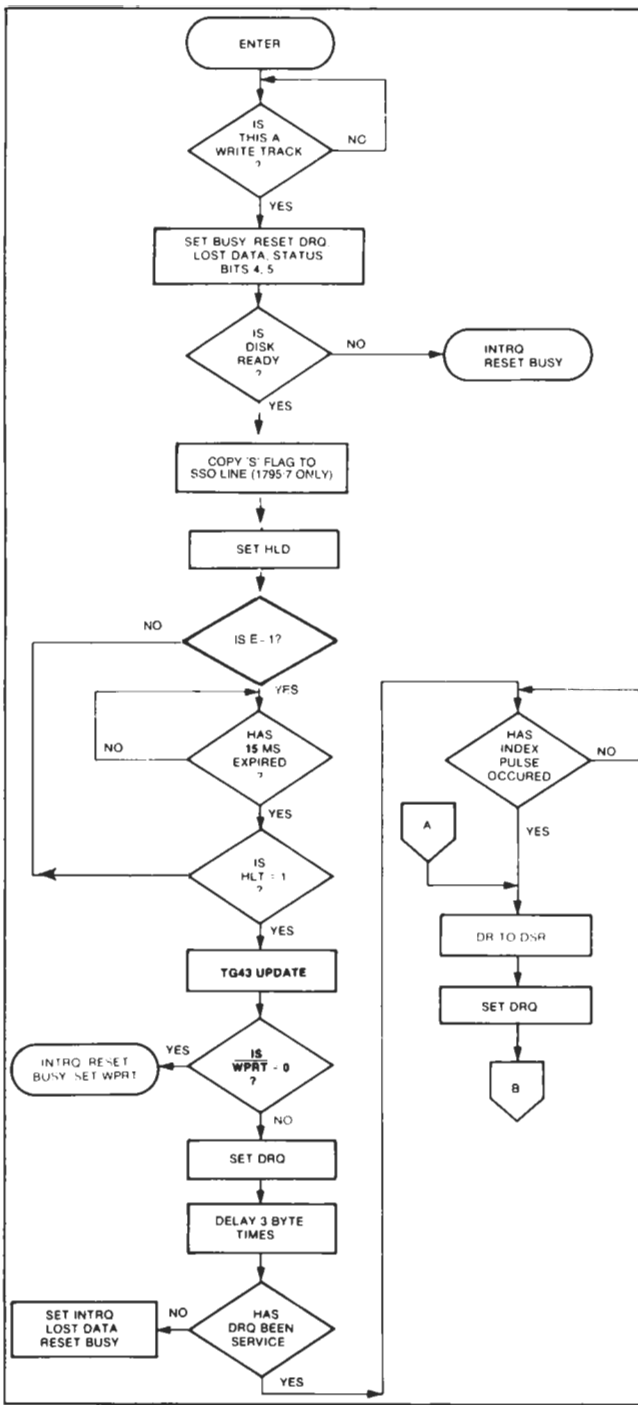 ENTER
IS
THIS A
WRITE TRACK
?
NO
YES
SET BUSY RESET DRQ
LOST DATA, STATUS
BITS 4, 5
IS
DISK
READY
?
NO
INTRQ
RESET BUSY
YES
COPY 'S' FLAG TO
SSO LINE (1795-7 ONLY)
SET HLD
NO
IS E - 1?
YES
HAS
15 MS
EXPIRED
?
NO
YES
IS
HLT = 1
?
YES
TG43 UPDATE
IS
WPRT - 0
?
YES
INTRQ RESET
BUSY SET WPRT
NO
SET DRQ
DELAY 3 BYTE
TIMES
HAS
DRQ BEEN
SERVICE
NO
SET INTRQ
LOST DATA
RESET BUSY
YES
HAS
INDEX
PULSE
OCCURED
NO
YES
A
DR TO DSR
SET DRQ
B